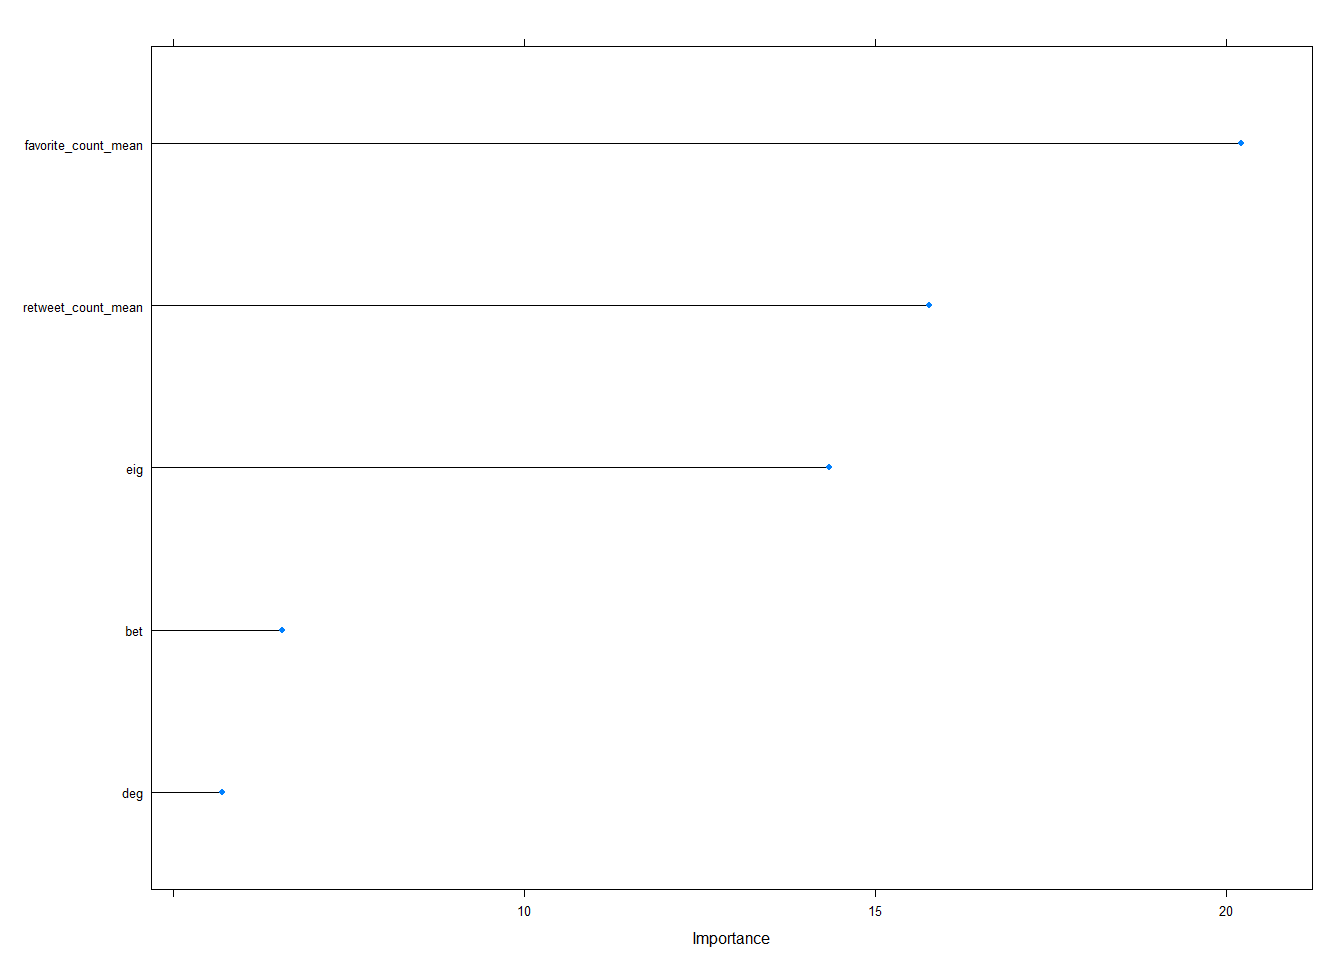 favorite_count_mean
retweet_count_mean
eig
bet
deg
10 15 20
Importance